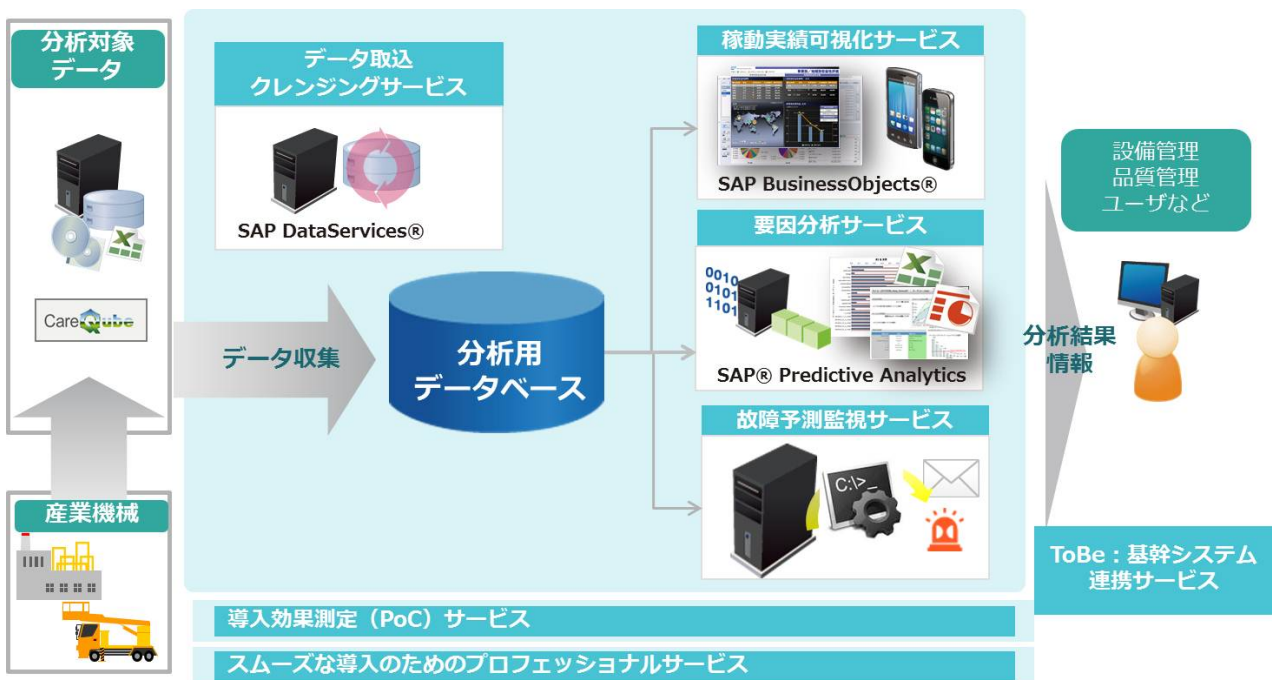 分析対象
データ
CareQube
産業機械
データ取込
クレンジングサービス
SAP DataServices®
データ収集
分析用
データベース
稼動実績可視化サービス
SAP BusinessObjects®
要因分析サービス
0010
0101
1101
SAP® Predictive Analytics
故障予測監視サービス
C:\>_
分析結果
情報
設備管理
品質管理
ユーザなど
ToBe：基幹システム
連携サービス
導入効果測定（PoC）サービス
スムーズな導入のためのプロフェッショナルサービス